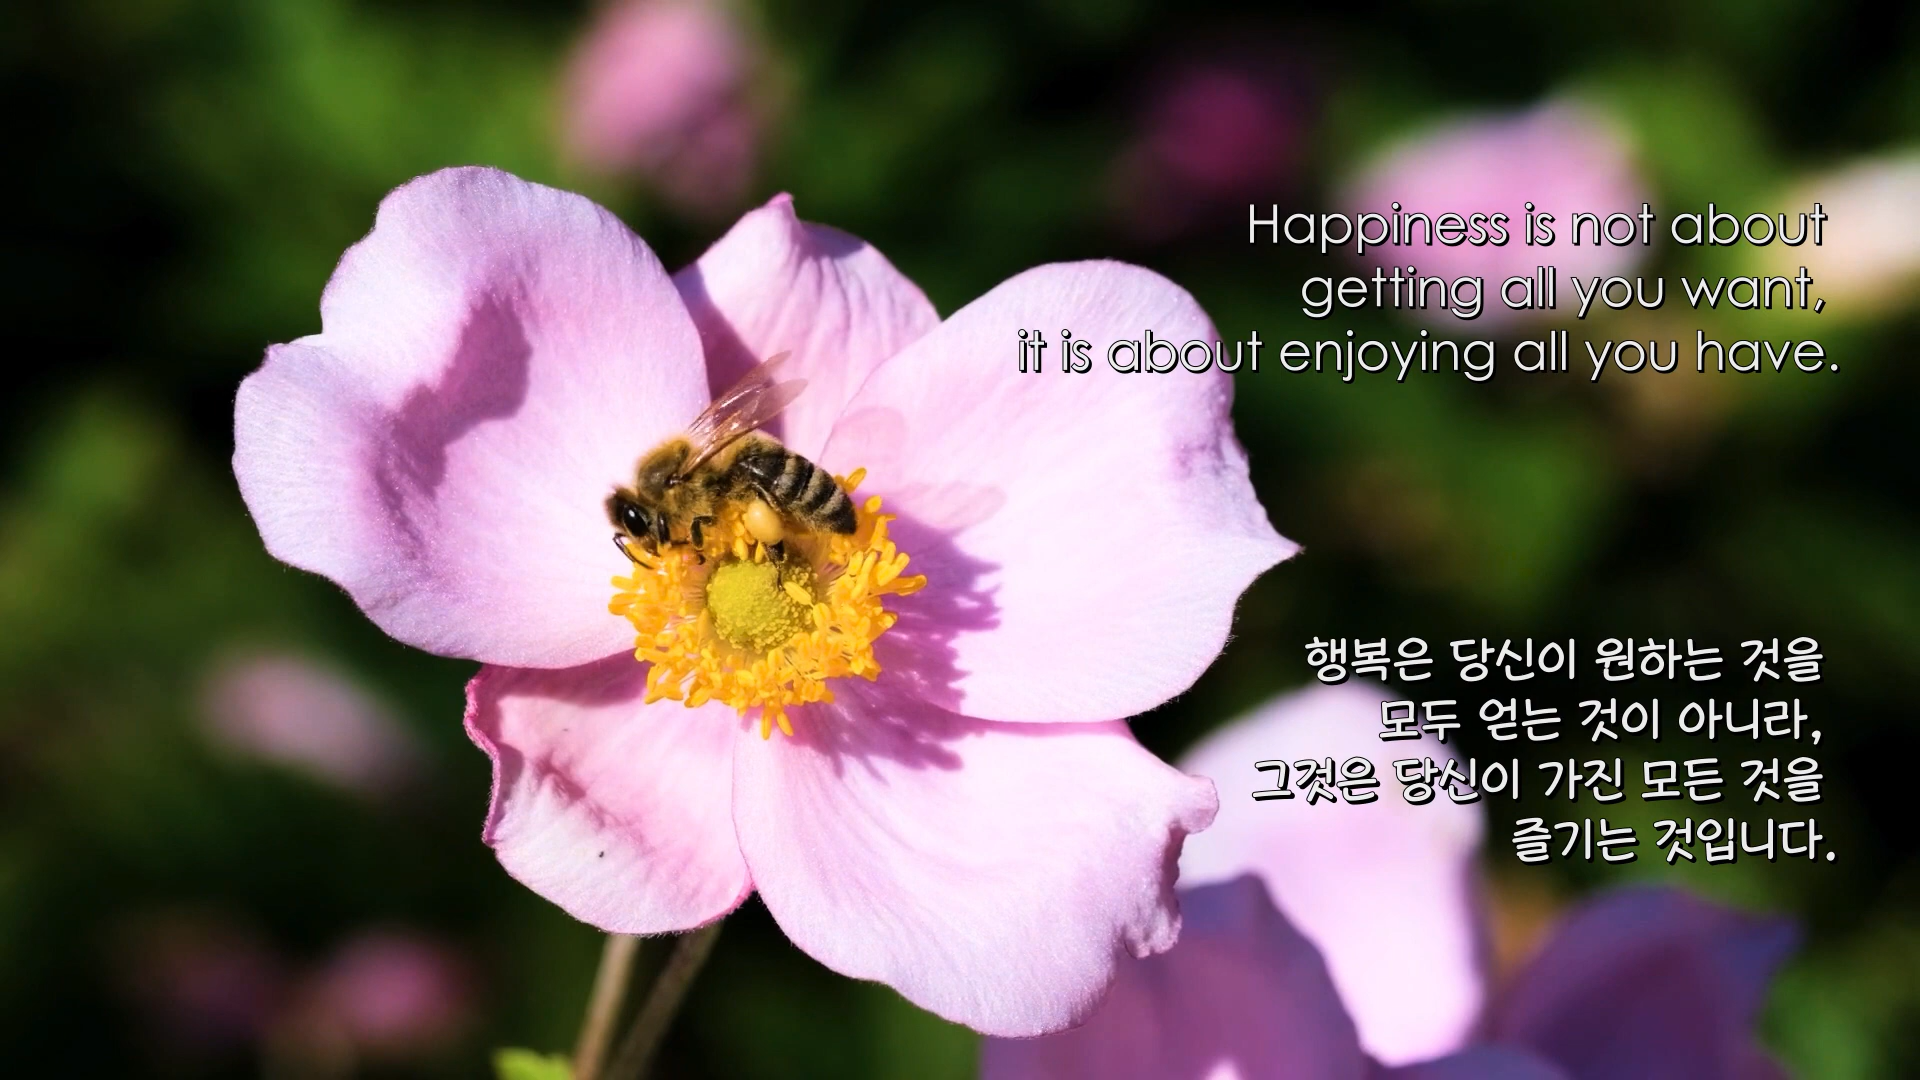 Happiness is not about
getting all you want,
it is about enjoying all you have.
행복은 당신이 원하는 것을
모두 얻는 것이 아니라,
그것은 당신이 가진 모든 것을
즐기는 것입니다.